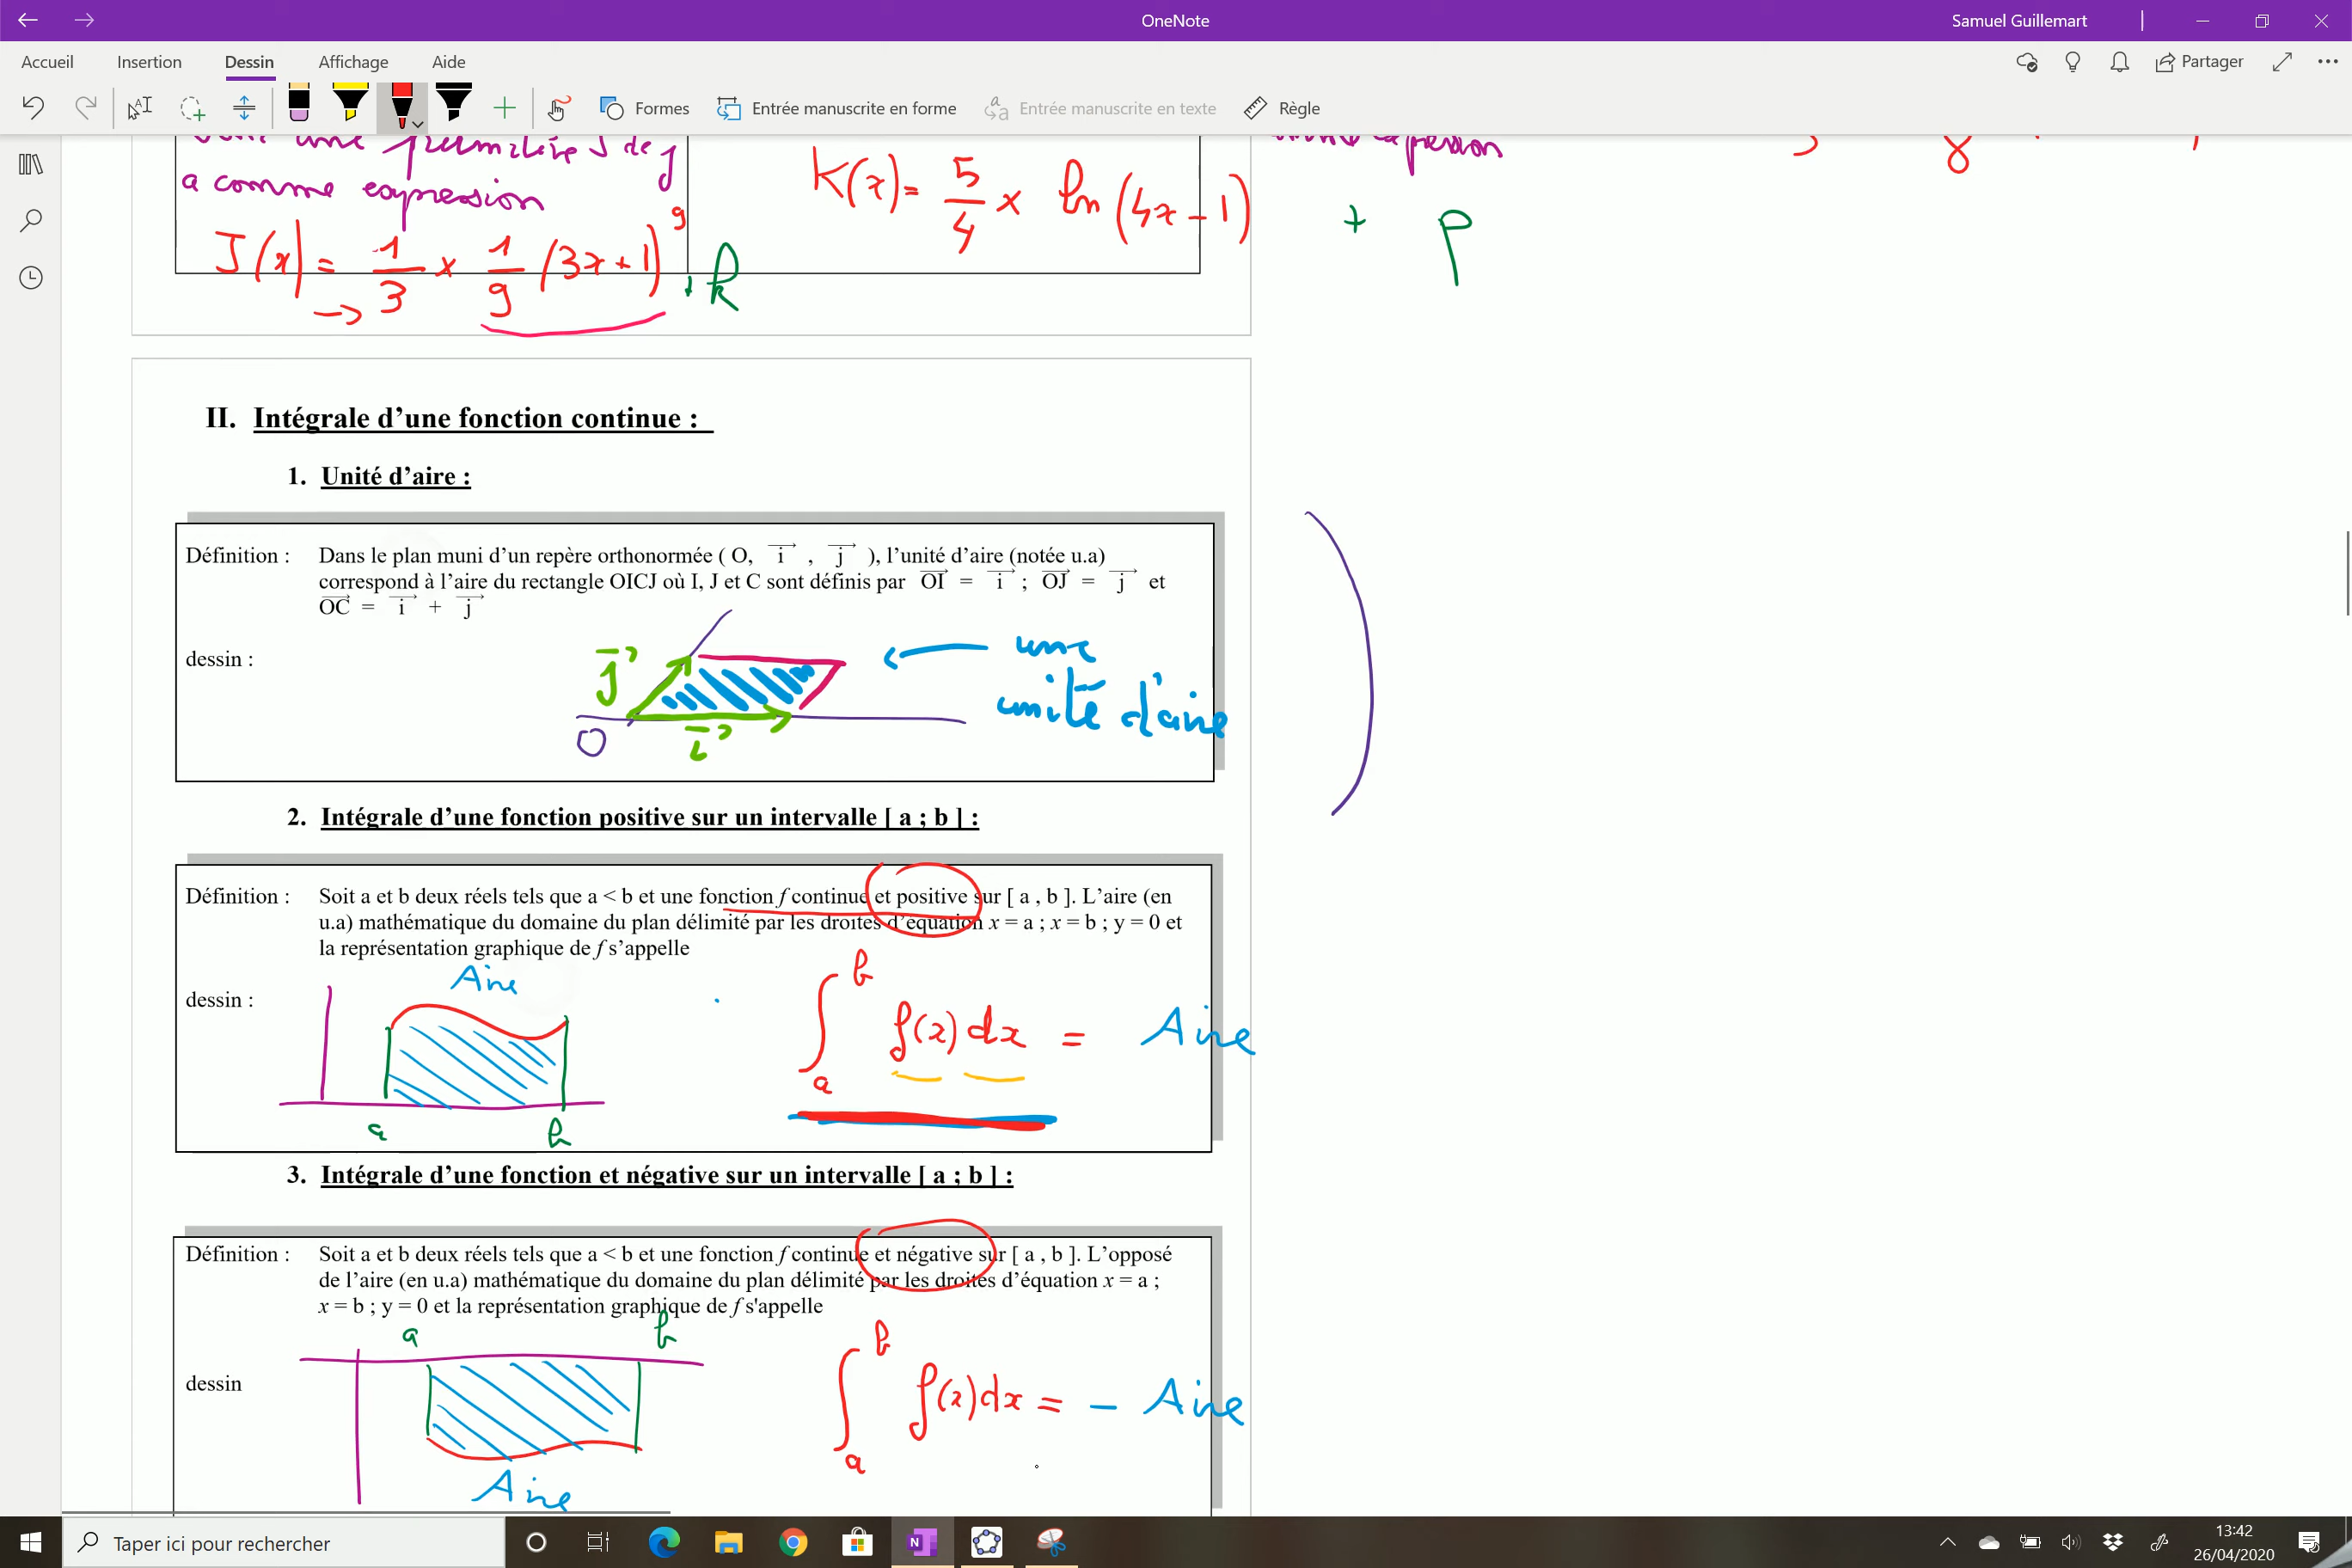 OneNote
Samuel Guillemart
Accueil Insertion Dessin Affichage Aide
Partager
Formes Entrée manuscrite en forme Entrée manuscrite en texte Règle
une primitive J de g
a comme expression
J(x) = 1/3 × 1/9 (3x+1)^9 + k
K(x) = 5/4 × ln (4x-1) + p
expression
II. Intégrale d’une fonction continue :
1. Unité d’aire :
Définition : Dans le plan muni d’un repère orthonormée ( O, i , j ), l’unité d’aire (notée u.a)
correspond à l’aire du rectangle OICJ où I, J et C sont définis par OI = i ; OJ = j et
OC = i + j
dessin :
j
O
i
une
unité d'aire
2. Intégrale d’une fonction positive sur un intervalle [ a ; b ] :
Définition : Soit a et b deux réels tels que a < b et une fonction f continue et positive sur [ a , b ]. L’aire (en
u.a) mathématique du domaine du plan délimité par les droites d’équation x = a ; x = b ; y = 0 et
la représentation graphique de f s’appelle
dessin :
Aire
a b
∫_a^b f(x) dx = Aire
3. Intégrale d’une fonction et négative sur un intervalle [ a ; b ] :
Définition : Soit a et b deux réels tels que a < b et une fonction f continue et négative sur [ a , b ]. L’opposé
de l’aire (en u.a) mathématique du domaine du plan délimité par les droites d’équation x = a ;
x = b ; y = 0 et la représentation graphique de f s'appelle
a b
dessin
Aire
∫_a^b f(x)dx = - Aire
Taper ici pour rechercher
13:42
26/04/2020